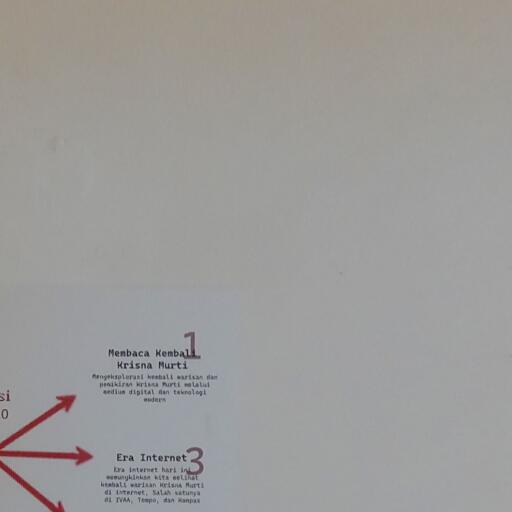 1
Membaca Kembali
Krisna Murti
Mengeksplorasi kembali warisan dan
pemikiran Krisna Murti melalui
medium digital dan teknologi
modern
si
0
3
Era Internet
Era internet hari ini
memungkinkan kita melihat
kembali warisan Krisna Murti
di internet, Salah satunya
di IVAA, Tempo, dan Kompas